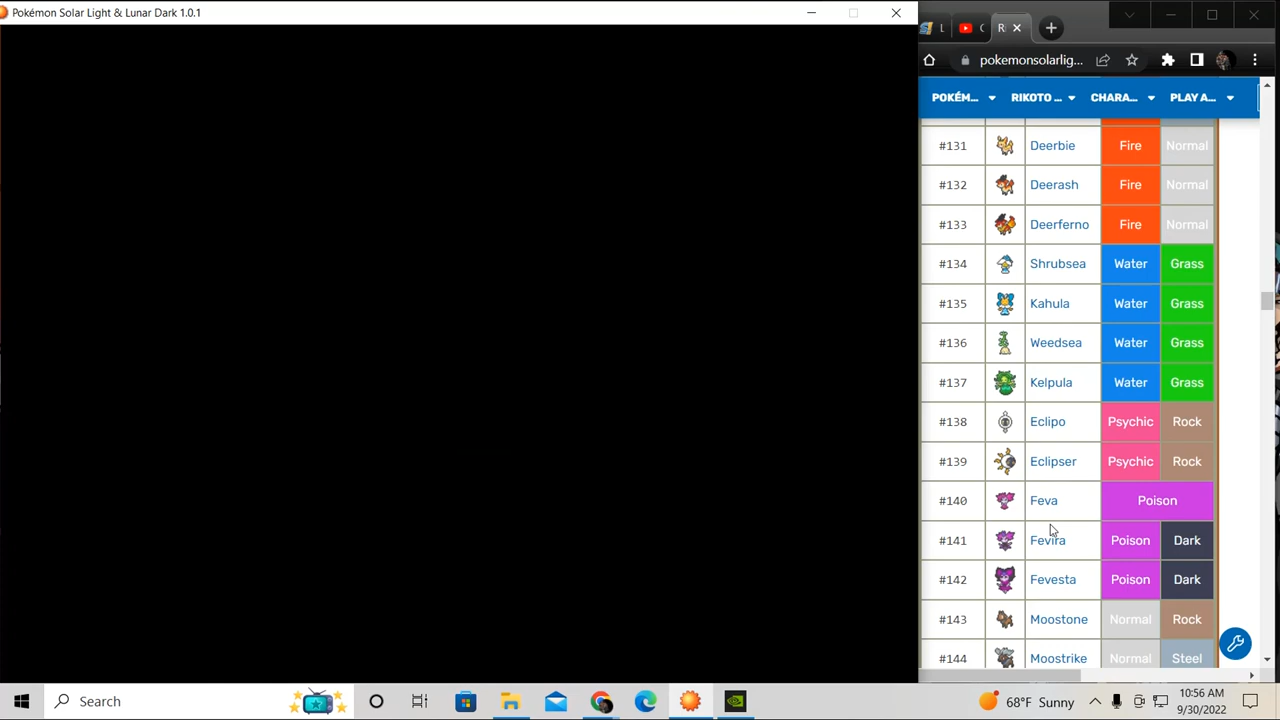 Pokémon Solar Light & Lunar Dark 1.0.1
pokemonsolarlig...
POKÉM... RIKOTO ... CHARA... PLAY A...
#131 Deerbie Fire Normal
#132 Deerash Fire Normal
#133 Deerferno Fire Normal
#134 Shrubsea Water Grass
#135 Kahula Water Grass
#136 Weedsea Water Grass
#137 Kelpula Water Grass
#138 Eclipo Psychic Rock
#139 Eclipser Psychic Rock
#140 Feva Poison
#141 Fevira Poison Dark
#142 Fevesta Poison Dark
#143 Moostone Normal Rock
#144 Moostrike Normal Steel
Search
68°F Sunny
10:56 AM
9/30/2022